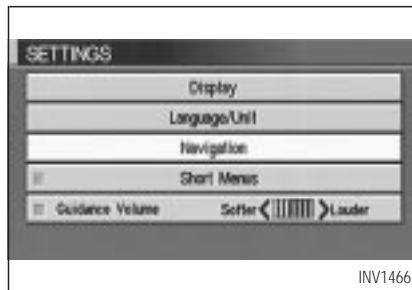 SETTINGS
Display
Language/Unit
Navigation
Short Menus
Guidance Volume Softer Louder
INV1466